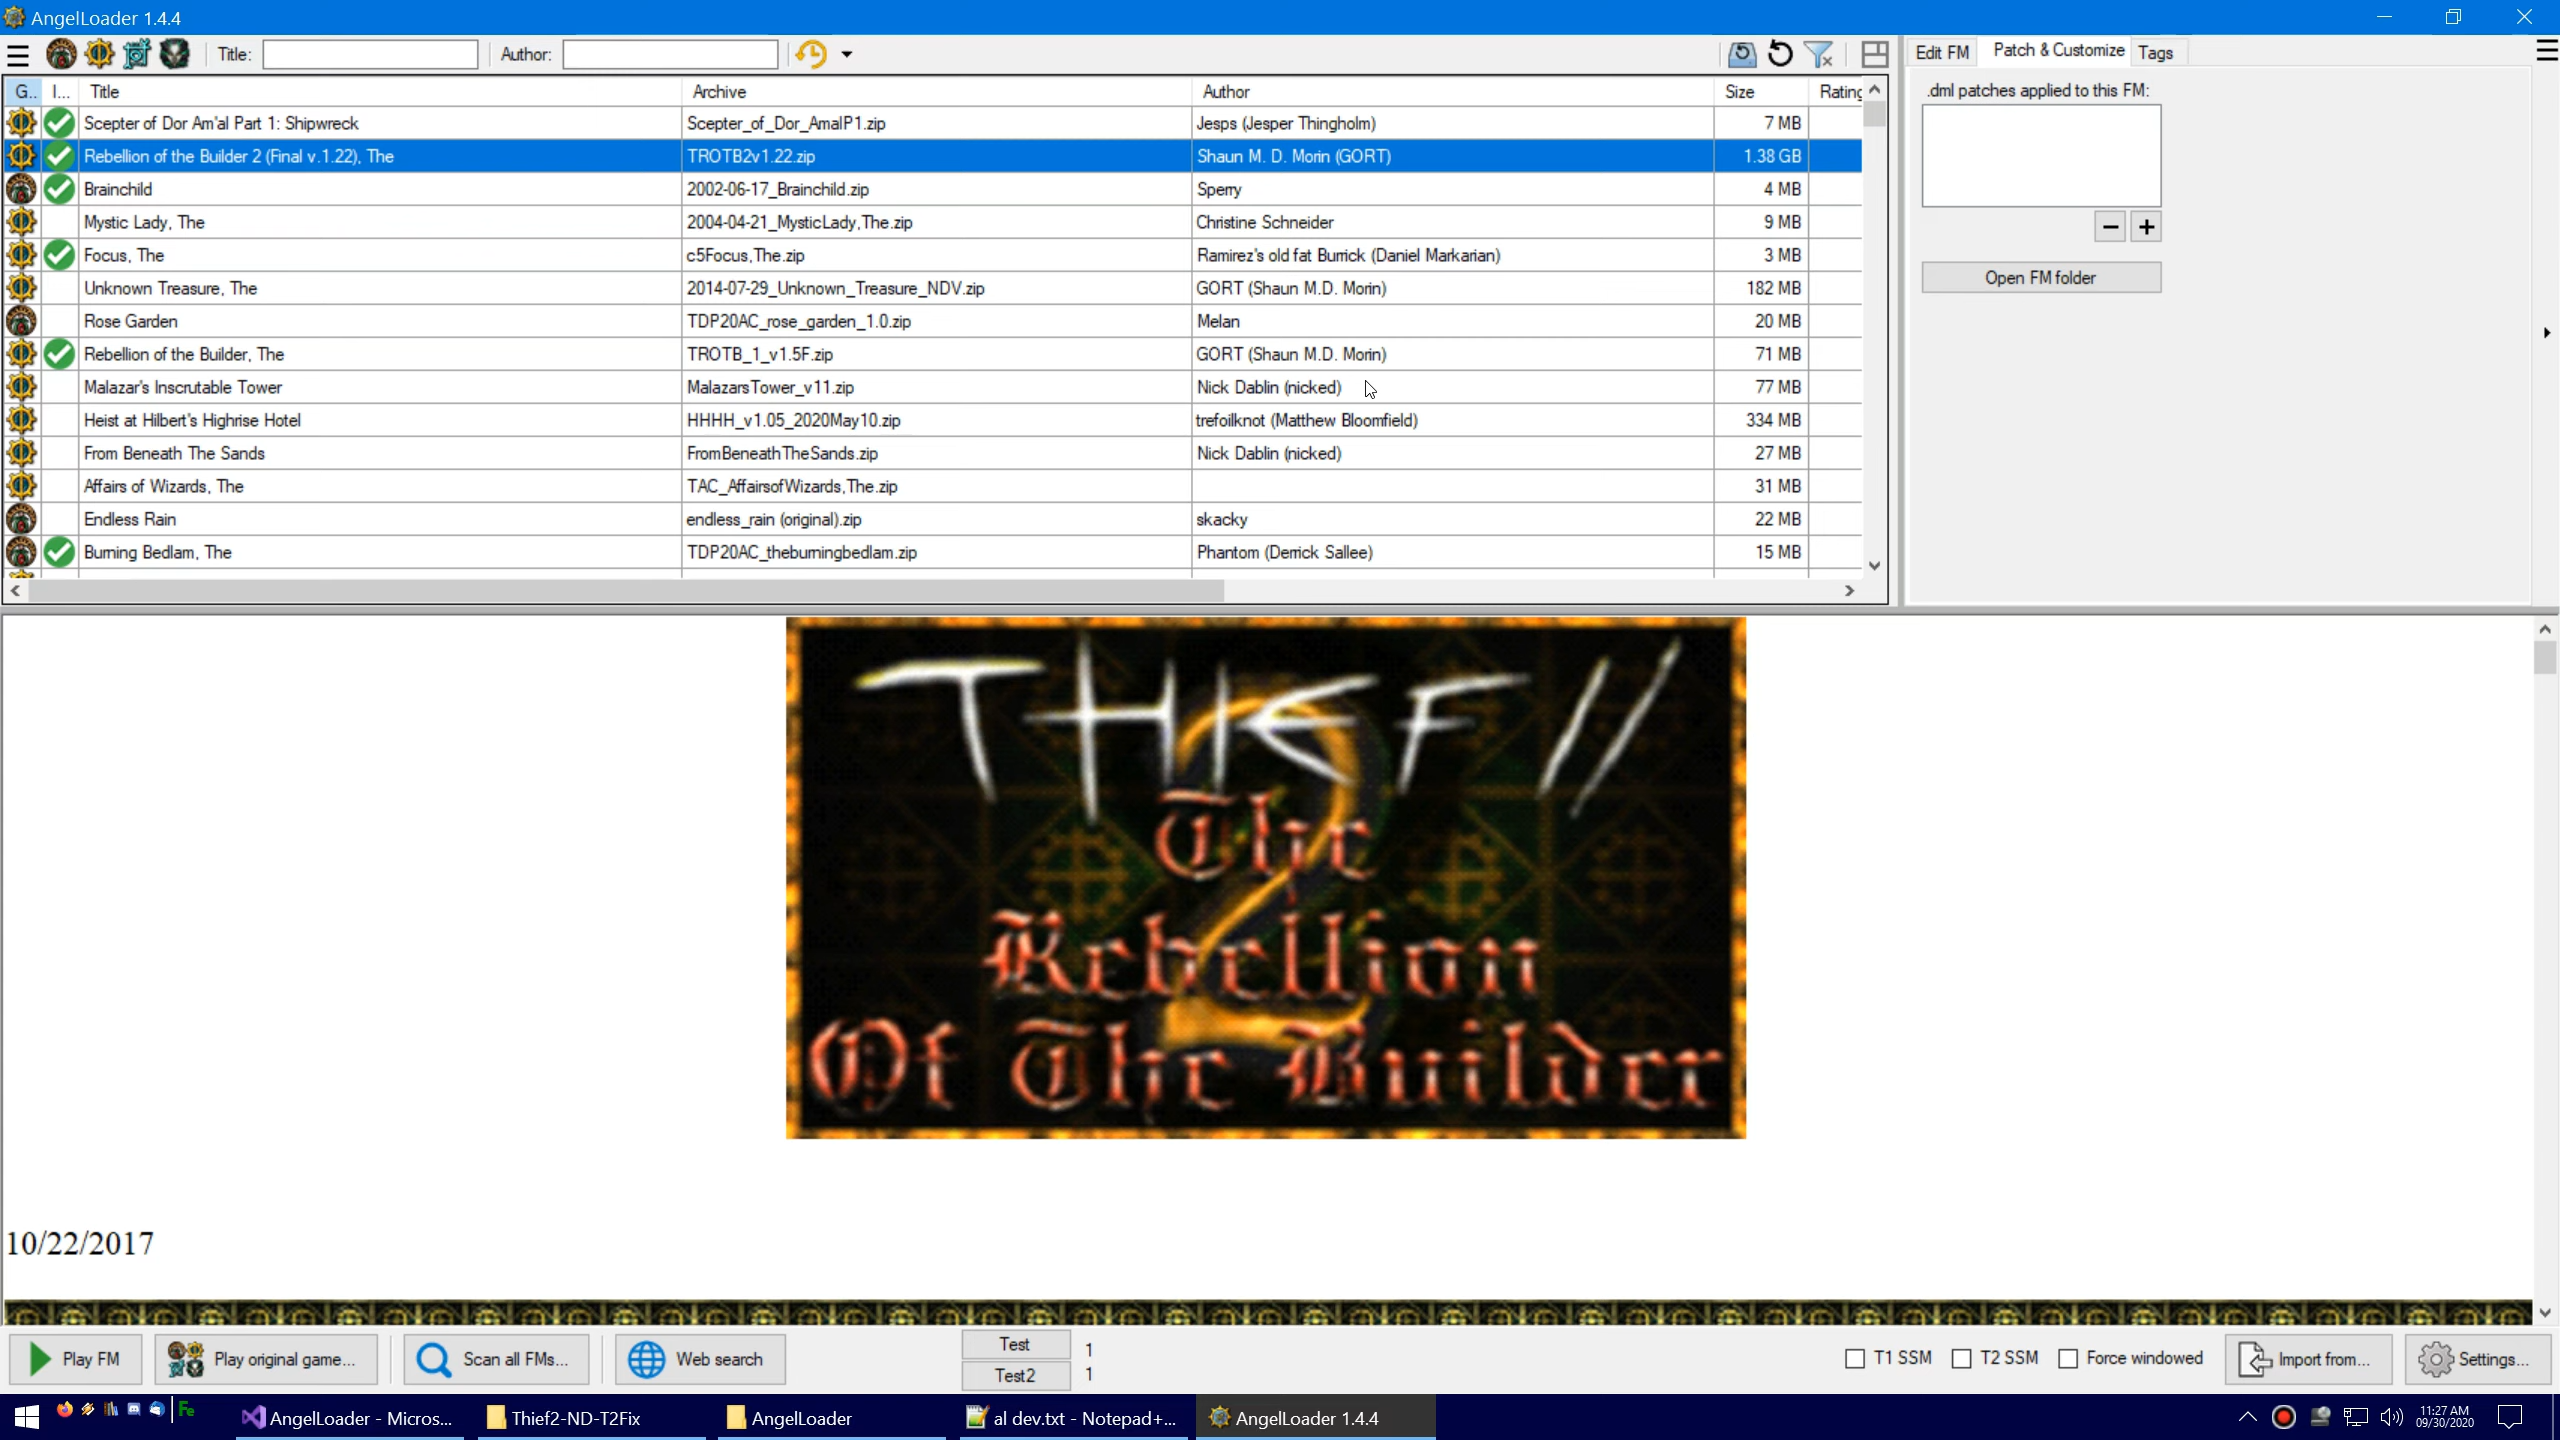 AngelLoader 1.4.4
Title: Author:
Edit FM Patch & Customize Tags
G.. I... Title Archive Author Size Rating
Scepter of Dor Am'al Part 1: Shipwreck Scepter_of_Dor_AmalP1.zip Jesps (Jesper Thingholm) 7 MB
Rebellion of the Builder 2 (Final v.1.22), The TROTB2v1.22.zip Shaun M. D. Morin (GORT) 1.38 GB
Brainchild 2002-06-17_Brainchild.zip Sperry 4 MB
Mystic Lady, The 2004-04-21_MysticLady,The.zip Christine Schneider 9 MB
Focus, The c5Focus,The.zip Ramirez's old fat Burrick (Daniel Markarian) 3 MB
Unknown Treasure, The 2014-07-29_Unknown_Treasure_NDV.zip GORT (Shaun M.D. Morin) 182 MB
Rose Garden TDP20AC_rose_garden_1.0.zip Melan 20 MB
Rebellion of the Builder, The TROTB_1_v1.5F.zip GORT (Shaun M.D. Morin) 71 MB
Malazar's Inscrutable Tower MalazarsTower_v11.zip Nick Dablin (nicked) 77 MB
Heist at Hilbert's Highrise Hotel HHHH_v1.05_2020May10.zip trefoilknot (Matthew Bloomfield) 334 MB
From Beneath The Sands FromBeneathTheSands.zip Nick Dablin (nicked) 27 MB
Affairs of Wizards, The TAC_AffairsofWizards,The.zip 31 MB
Endless Rain endless_rain (original).zip skacky 22 MB
Burning Bedlam, The TDP20AC_theburningbedlam.zip Phantom (Derrick Sallee) 15 MB
.dml patches applied to this FM:
Open FM folder
THIEF II
2
The
Rebellion
Of The Builder
10/22/2017
Play FM Play original game... Scan all FMs... Web search
Test 1
Test2 1
T1 SSM T2 SSM Force windowed Import from... Settings...
Fe AngelLoader - Micros... Thief2-ND-T2Fix AngelLoader al dev.txt - Notepad+... AngelLoader 1.4.4
11:27 AM
09/30/2020